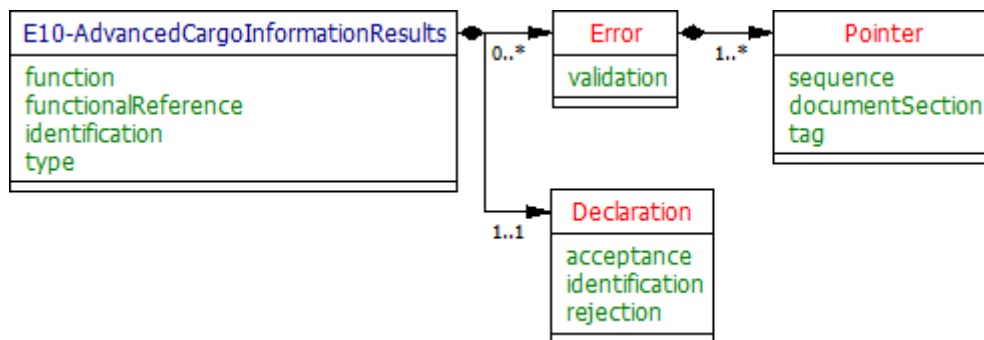 E10-AdvancedCargoInformationResults
function
functionalReference
identification
type
0..*
Error
validation
1..*
Pointer
sequence
documentSection
tag
1..1
Declaration
acceptance
identification
rejection